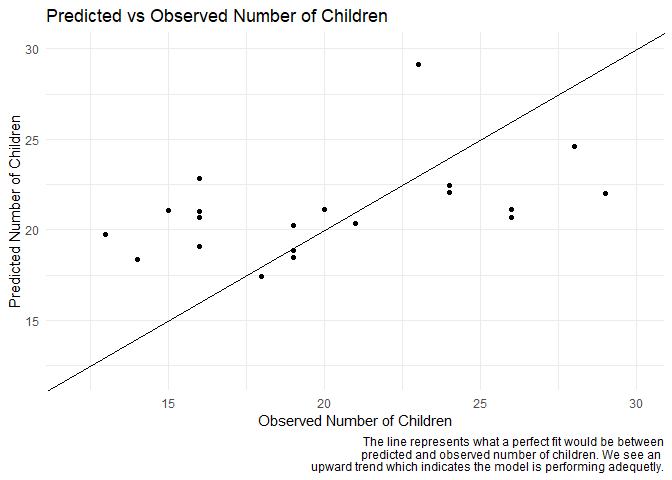 Predicted vs Observed Number of Children
Predicted Number of Children
30
25
20
15
15
20
25
30
Observed Number of Children
The line represents what a perfect fit would be between
predicted and observed number of children. We see an
upward trend which indicates the model is performing adequetly.